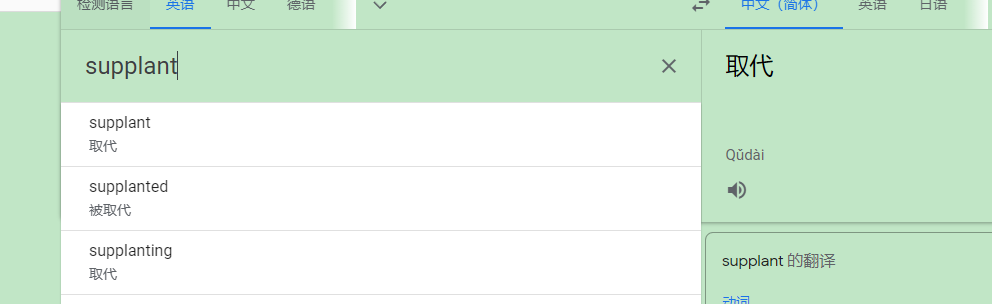 检测语言 英语 中文 德语 中文（简体） 英语 日语
supplant
取代
supplant
取代
supplanted
被取代
supplanting
取代
Qǔdài
supplant 的翻译
动词